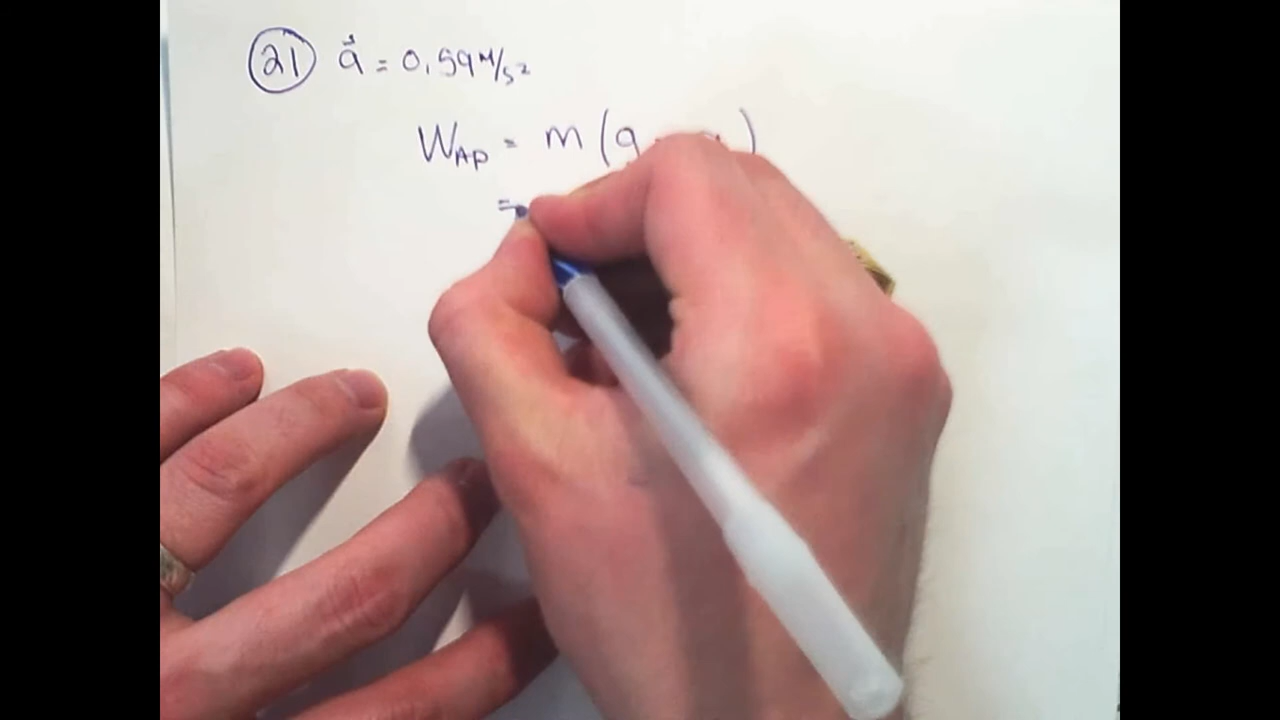 21 a⃗ = 0,59 m/s²
W_AP = m (g
=